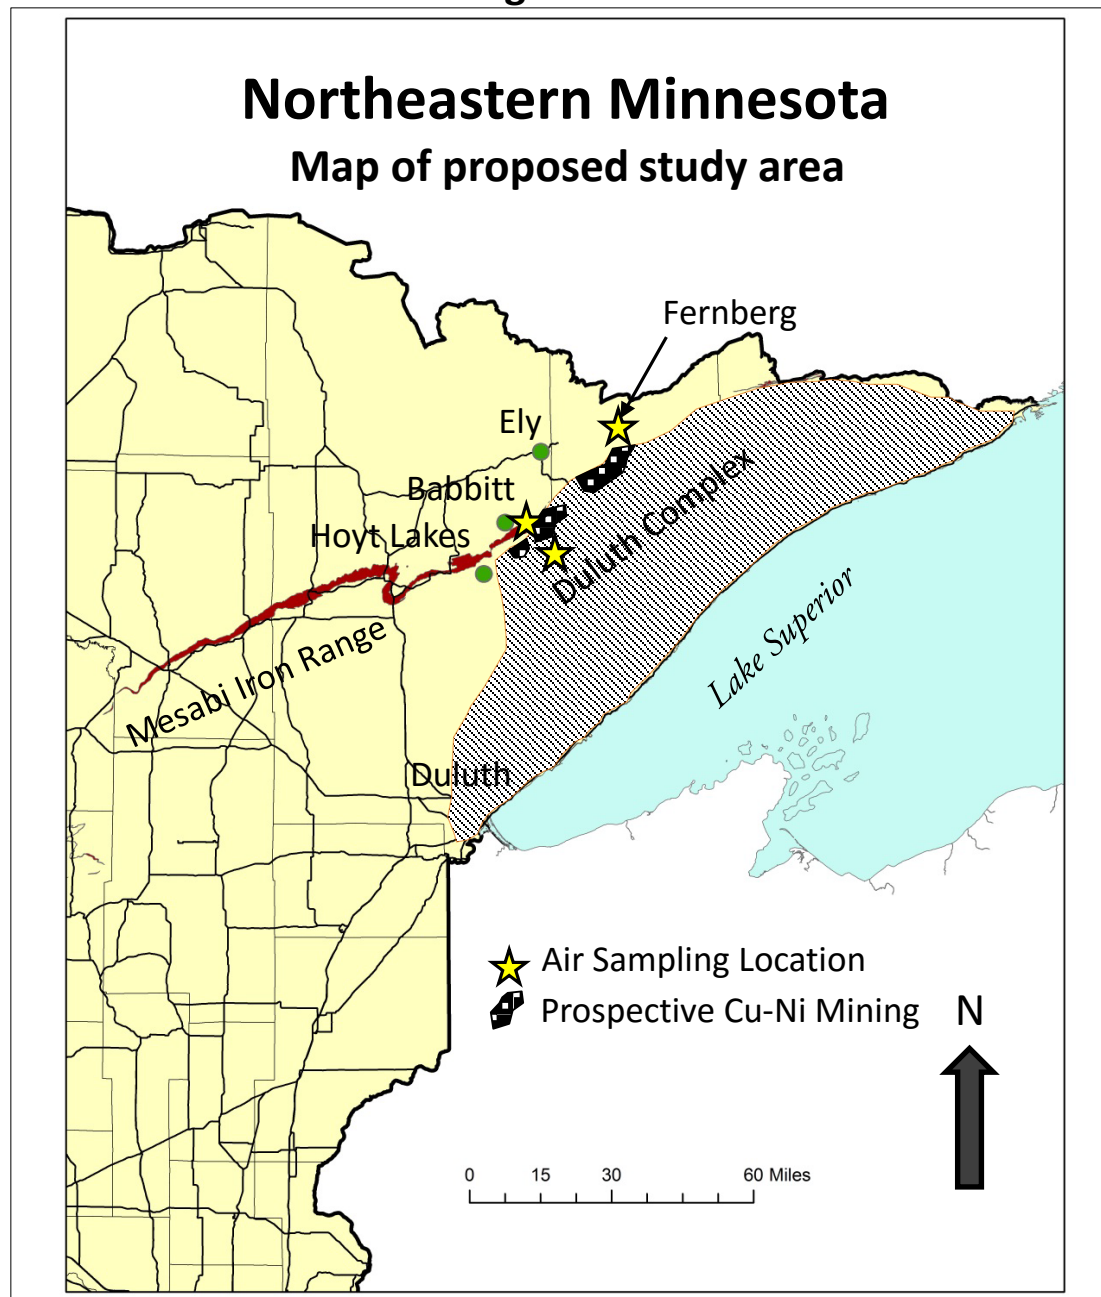 Northeastern Minnesota
Map of proposed study area
Fernberg
Ely
Babbitt
Hoyt Lakes
Duluth Complex
Mesabi Iron Range
Lake Superior
Duluth
Air Sampling Location
Prospective Cu-Ni Mining
N
0 15 30 60 Miles